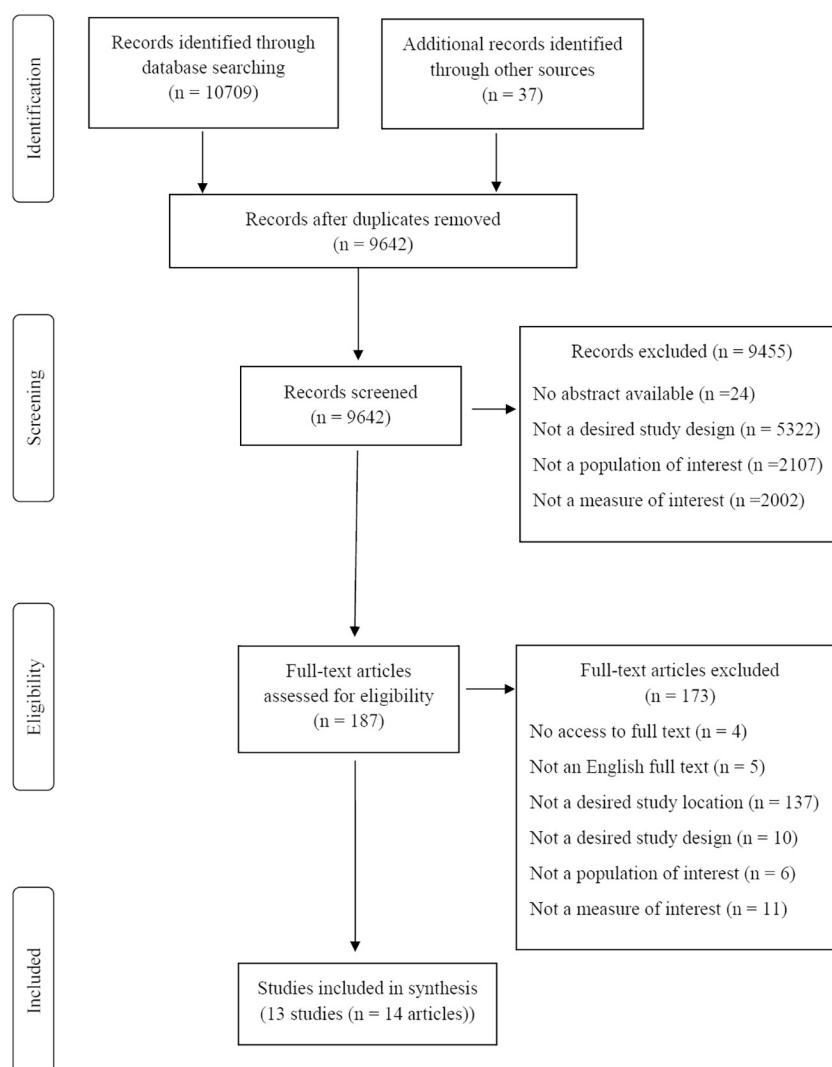 Identification
Records identified through
database searching
(n = 10709)
Additional records identified
through other sources
(n = 37)
Records after duplicates removed
(n = 9642)
Screening
Records screened
(n = 9642)
Records excluded (n = 9455)
No abstract available (n =24)
Not a desired study design (n = 5322)
Not a population of interest (n =2107)
Not a measure of interest (n =2002)
Eligibility
Full-text articles
assessed for eligibility
(n = 187)
Full-text articles excluded
(n = 173)
No access to full text (n = 4)
Not an English full text (n = 5)
Not a desired study location (n = 137)
Not a desired study design (n = 10)
Not a population of interest (n = 6)
Not a measure of interest (n = 11)
Included
Studies included in synthesis
(13 studies (n = 14 articles))